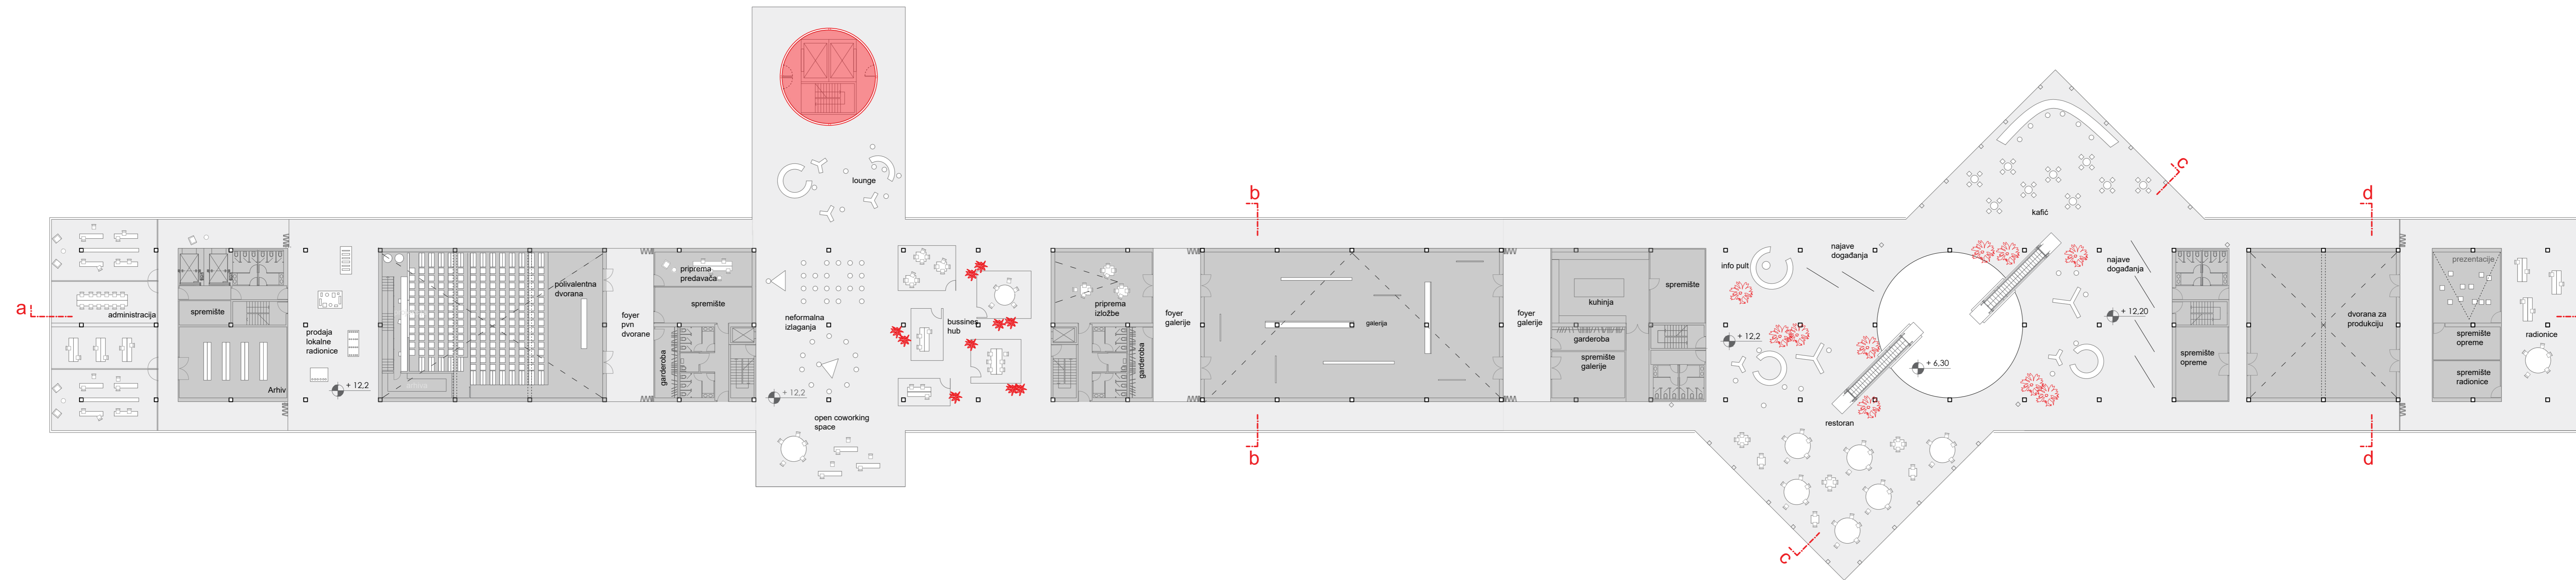 a
administracija
spremište
Arhiv
prodaja
lokalne
radionice
+ 12,2
polivalentna
dvorana
foyer
pvn
dvorane
priprema
predavača
spremište
garderoba
lounge
neformalna
izlaganja
+ 12,2
open coworking
space
bussines
hub
priprema
izložbe
garderoba
foyer
galerije
b
b
galerija
foyer
galerije
kuhinja
garderoba
spremište
galerije
spremište
info pult
+ 12,2
najave
događanja
restoran
+ 6,30
kafić
c
c
najave
događanja
+ 12,20
spremište
opreme
d
d
dvorana za
produkciju
prezentacije
spremište
opreme
spremište
radionice
radionice